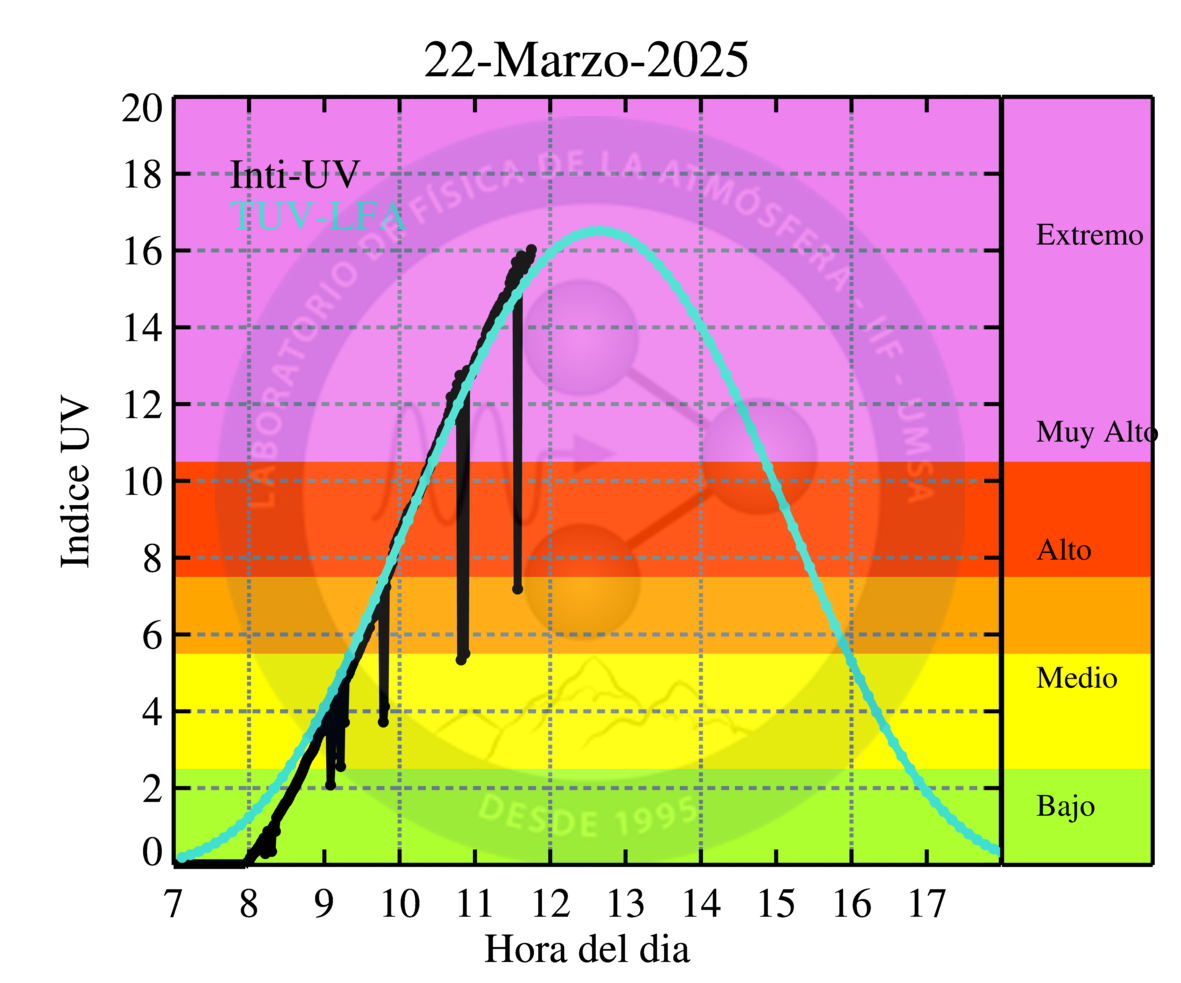 22-Marzo-2025
20
18
16
14
12
10
8
6
4
2
0
Indice UV
Inti-UV
TUV-LFA
LABORATORIO DE FÍSICA DE LA ATMÓSFERA - IIF - UMSA
DESDE 1995
Extremo
Muy Alto
Alto
Medio
Bajo
7 8 9 10 11 12 13 14 15 16 17
Hora del dia